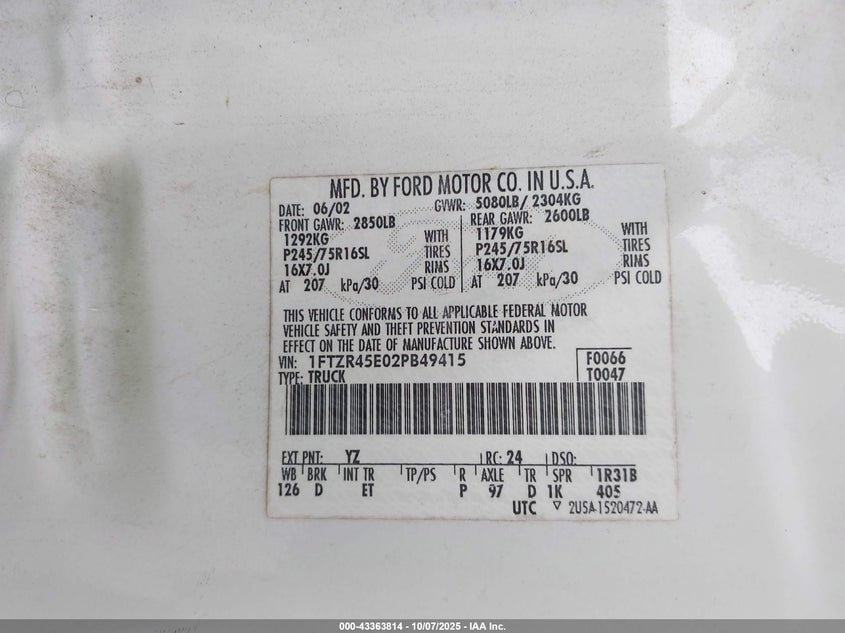 MFD. BY FORD MOTOR CO. IN U.S.A.
DATE: 06/02 GVWR: 5080LB/ 2304KG
FRONT GAWR: 2850LB REAR GAWR: 2600LB
1292KG WITH 1179KG WITH
P245/75R16SL TIRES P245/75R16SL TIRES
16X7.0J RIMS 16X7.0J RIMS
AT 207 kPa/30 PSI COLD AT 207 kPa/30 PSI COLD
THIS VEHICLE CONFORMS TO ALL APPLICABLE FEDERAL MOTOR
VEHICLE SAFETY AND THEFT PREVENTION STANDARDS IN
EFFECT ON THE DATE OF MANUFACTURE SHOWN ABOVE.
VIN: 1FTZR45E02PB49415 F0066
TYPE: TRUCK T0047
EXT PNT: YZ RC: 24 DSO:
WB BRK INT TR TP/PS R AXLE TR SPR 1R31B
126 D ET P 97 D 1K 405
UTC ▽ 2U5A-1520472-AA
000-43363814 - 10/07/2025 - IAA Inc.